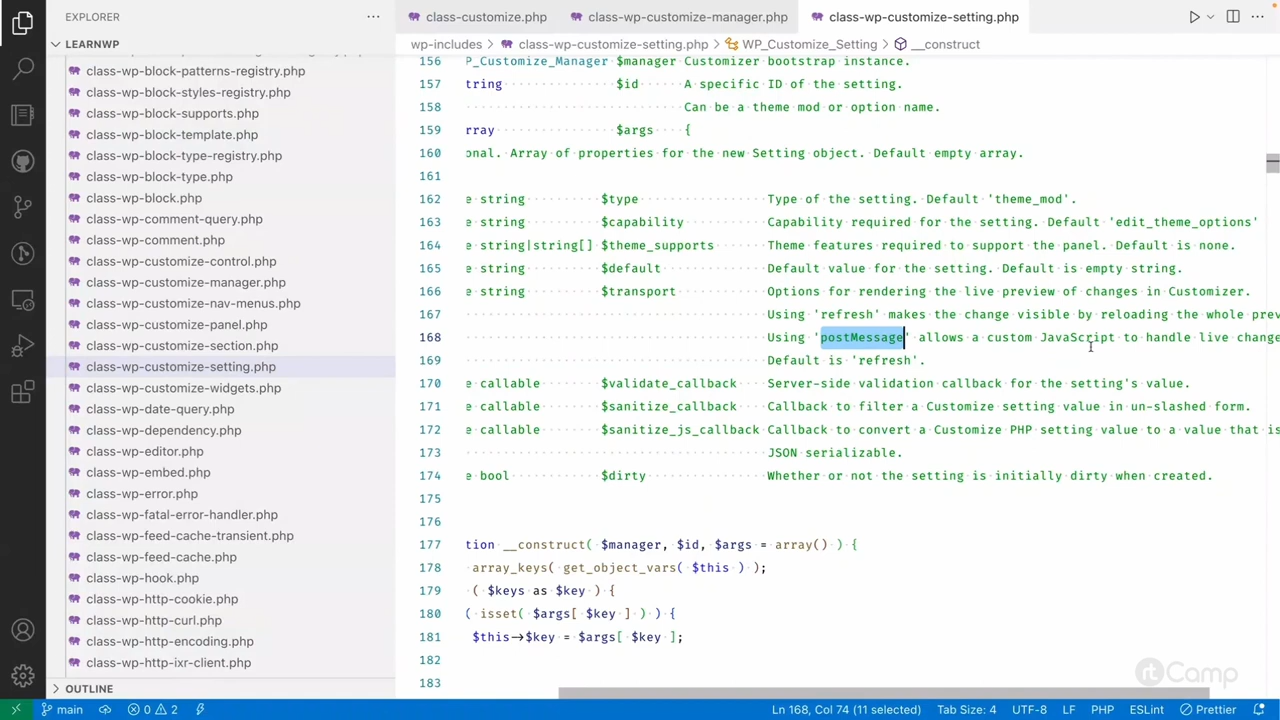 EXPLORER
class-customize.php
class-wp-customize-manager.php
class-wp-customize-setting.php
LEARNWP
wp-includes > class-wp-customize-setting.php > WP_Customize_Setting > __construct
class-wp-block-patterns-registry.php
class-wp-block-styles-registry.php
class-wp-block-supports.php
class-wp-block-template.php
class-wp-block-type-registry.php
class-wp-block-type.php
class-wp-block.php
class-wp-comment-query.php
class-wp-comment.php
class-wp-customize-control.php
class-wp-customize-manager.php
class-wp-customize-nav-menus.php
class-wp-customize-panel.php
class-wp-customize-section.php
class-wp-customize-setting.php
class-wp-customize-widgets.php
class-wp-date-query.php
class-wp-dependency.php
class-wp-editor.php
class-wp-embed.php
class-wp-error.php
class-wp-fatal-error-handler.php
class-wp-feed-cache-transient.php
class-wp-feed-cache.php
class-wp-hook.php
class-wp-http-cookie.php
class-wp-http-curl.php
class-wp-http-encoding.php
class-wp-http-ixr-client.php
OUTLINE
156 P_Customize_Manager $manager Customizer bootstrap instance.
157 tring $id A specific ID of the setting.
158 Can be a theme mod or option name.
159 rray $args {
160 onal. Array of properties for the new Setting object. Default empty array.
161
162 e string $type Type of the setting. Default 'theme_mod'.
163 e string $capability Capability required for the setting. Default 'edit_theme_options'
164 e string|string[] $theme_supports Theme features required to support the panel. Default is none.
165 e string $default Default value for the setting. Default is empty string.
166 e string $transport Options for rendering the live preview of changes in Customizer.
167 Using 'refresh' makes the change visible by reloading the whole prev
168 Using 'postMessage' allows a custom JavaScript to handle live change
169 Default is 'refresh'.
170 e callable $validate_callback Server-side validation callback for the setting's value.
171 e callable $sanitize_callback Callback to filter a Customize setting value in un-slashed form.
172 e callable $sanitize_js_callback Callback to convert a Customize PHP setting value to a value that is
173 JSON serializable.
174 e bool $dirty Whether or not the setting is initially dirty when created.
175
176
177 tion __construct( $manager, $id, $args = array() ) {
178 array_keys( get_object_vars( $this ) );
179 ( $keys as $key ) {
180 ( isset( $args[ $key ] ) ) {
181 $this->$key = $args[ $key ];
182
183
rtCamp
main
0 2
Ln 168, Col 74 (11 selected)
Tab Size: 4
UTF-8
LF
PHP
ESLint
Prettier